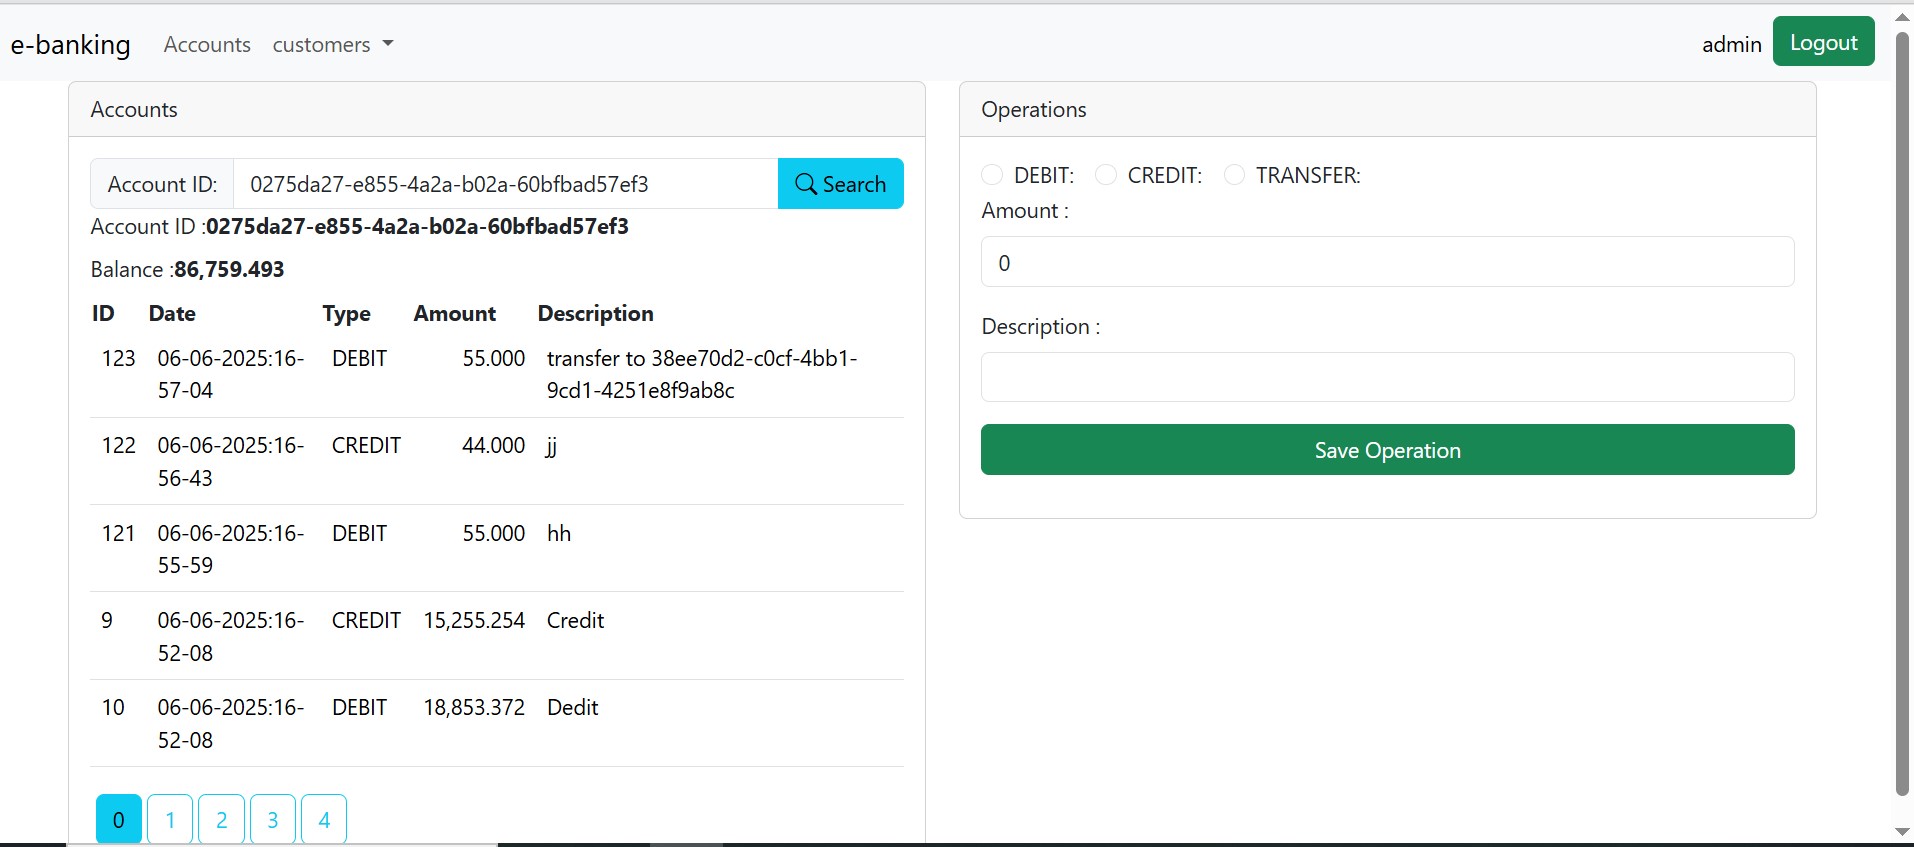 e-banking Accounts customers admin Logout
Accounts
Account ID: 0275da27-e855-4a2a-b02a-60bfbad57ef3 Search
Account ID :0275da27-e855-4a2a-b02a-60bfbad57ef3
Balance :86,759.493
ID Date Type Amount Description
123 06-06-2025:16- DEBIT 55.000 transfer to 38ee70d2-c0cf-4bb1-
57-04 9cd1-4251e8f9ab8c
122 06-06-2025:16- CREDIT 44.000 jj
56-43
121 06-06-2025:16- DEBIT 55.000 hh
55-59
9 06-06-2025:16- CREDIT 15,255.254 Credit
52-08
10 06-06-2025:16- DEBIT 18,853.372 Dedit
52-08
0 1 2 3 4
Operations
DEBIT: CREDIT: TRANSFER:
Amount :
0
Description :
Save Operation